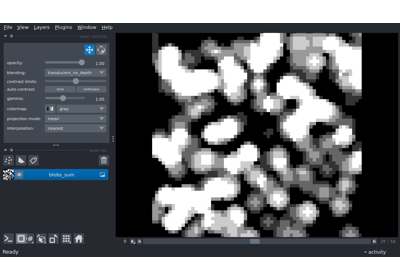 File View Layers Plugins Window Help
opacity: 1.00
blending: translucent_no_depth
contrast limits:
auto-contrast: once continuous
gamma: 1.00
colormap: gray
projection mode: mean
interpolation: nearest
blobs_sum
Ready
activity